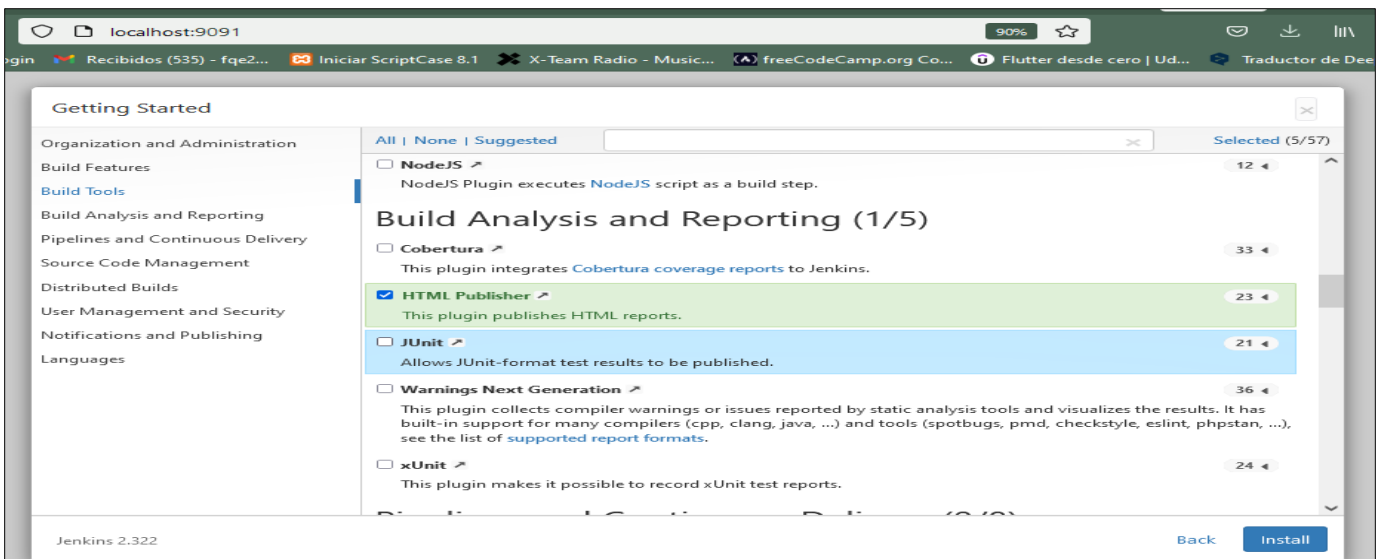 localhost:9091
90%
ogin
Recibidos (535) - fqe2...
Iniciar ScriptCase 8.1
X-Team Radio - Music...
freeCodeCamp.org Co...
Flutter desde cero | Ud...
Traductor de Dee
Getting Started
Organization and Administration
Build Features
Build Tools
Build Analysis and Reporting
Pipelines and Continuous Delivery
Source Code Management
Distributed Builds
User Management and Security
Notifications and Publishing
Languages
All | None | Suggested
Selected (5/57)
NodeJS 12
NodeJS Plugin executes NodeJS script as a build step.
Build Analysis and Reporting (1/5)
Cobertura 33
This plugin integrates Cobertura coverage reports to Jenkins.
HTML Publisher 23
This plugin publishes HTML reports.
JUnit 21
Allows JUnit-format test results to be published.
Warnings Next Generation 36
This plugin collects compiler warnings or issues reported by static analysis tools and visualizes the results. It has
built-in support for many compilers (cpp, clang, java, ...) and tools (spotbugs, pmd, checkstyle, eslint, phpstan, ...),
see the list of supported report formats.
xUnit 24
This plugin makes it possible to record xUnit test reports.
Jenkins 2.322
Back
Install